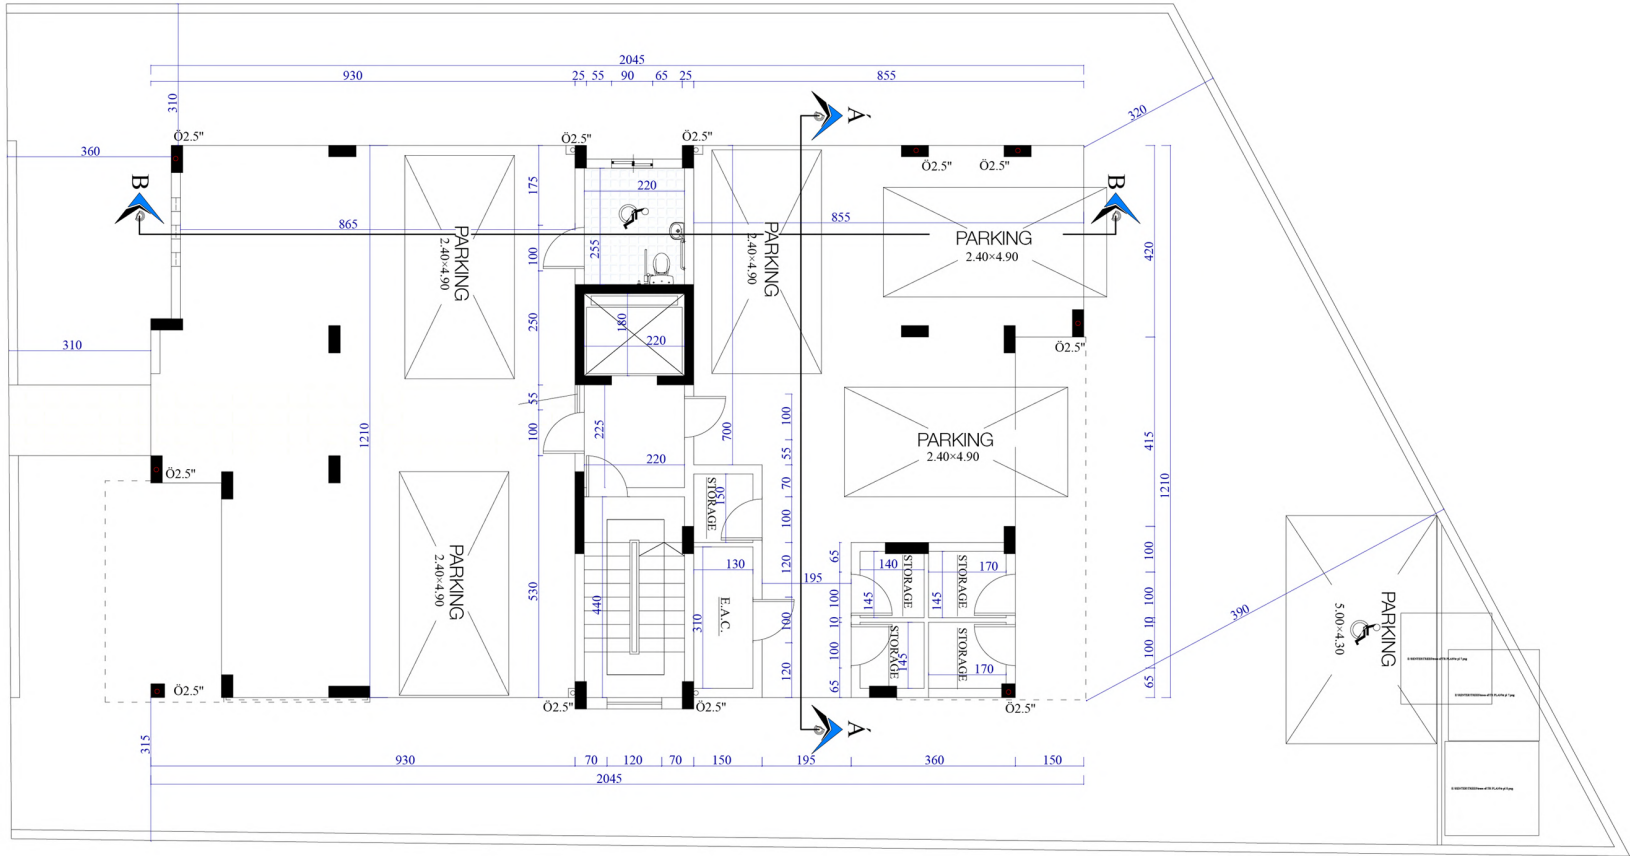 2045
930
25
55
90
65
25
855
310
320
Á
Ö2.5"
Ö2.5"
Ö2.5"
Ö2.5"
Ö2.5"
360
B
B
175
220
865
855
PARKING
2.40×4.90
PARKING
2.40×4.90
PARKING
2.40×4.90
100
255
420
250
180
220
310
Ö2.5"
55
100
225
1210
700
100
55
415
PARKING
2.40×4.90
220
Ö2.5"
70
150
STORAGE
100
1210
PARKING
2.40×4.90
530
440
120
130
E.A.C.
310
100
120
195
65
100
10
100
65
140
STORAGE
145
STORAGE
145
170
STORAGE
145
STORAGE
170
100
100
10
100
65
390
PARKING
5.00×4.30
Ö2.5"
Ö2.5"
Ö2.5"
Ö2.5"
315
Á
930
70
120
70
150
195
360
150
2045